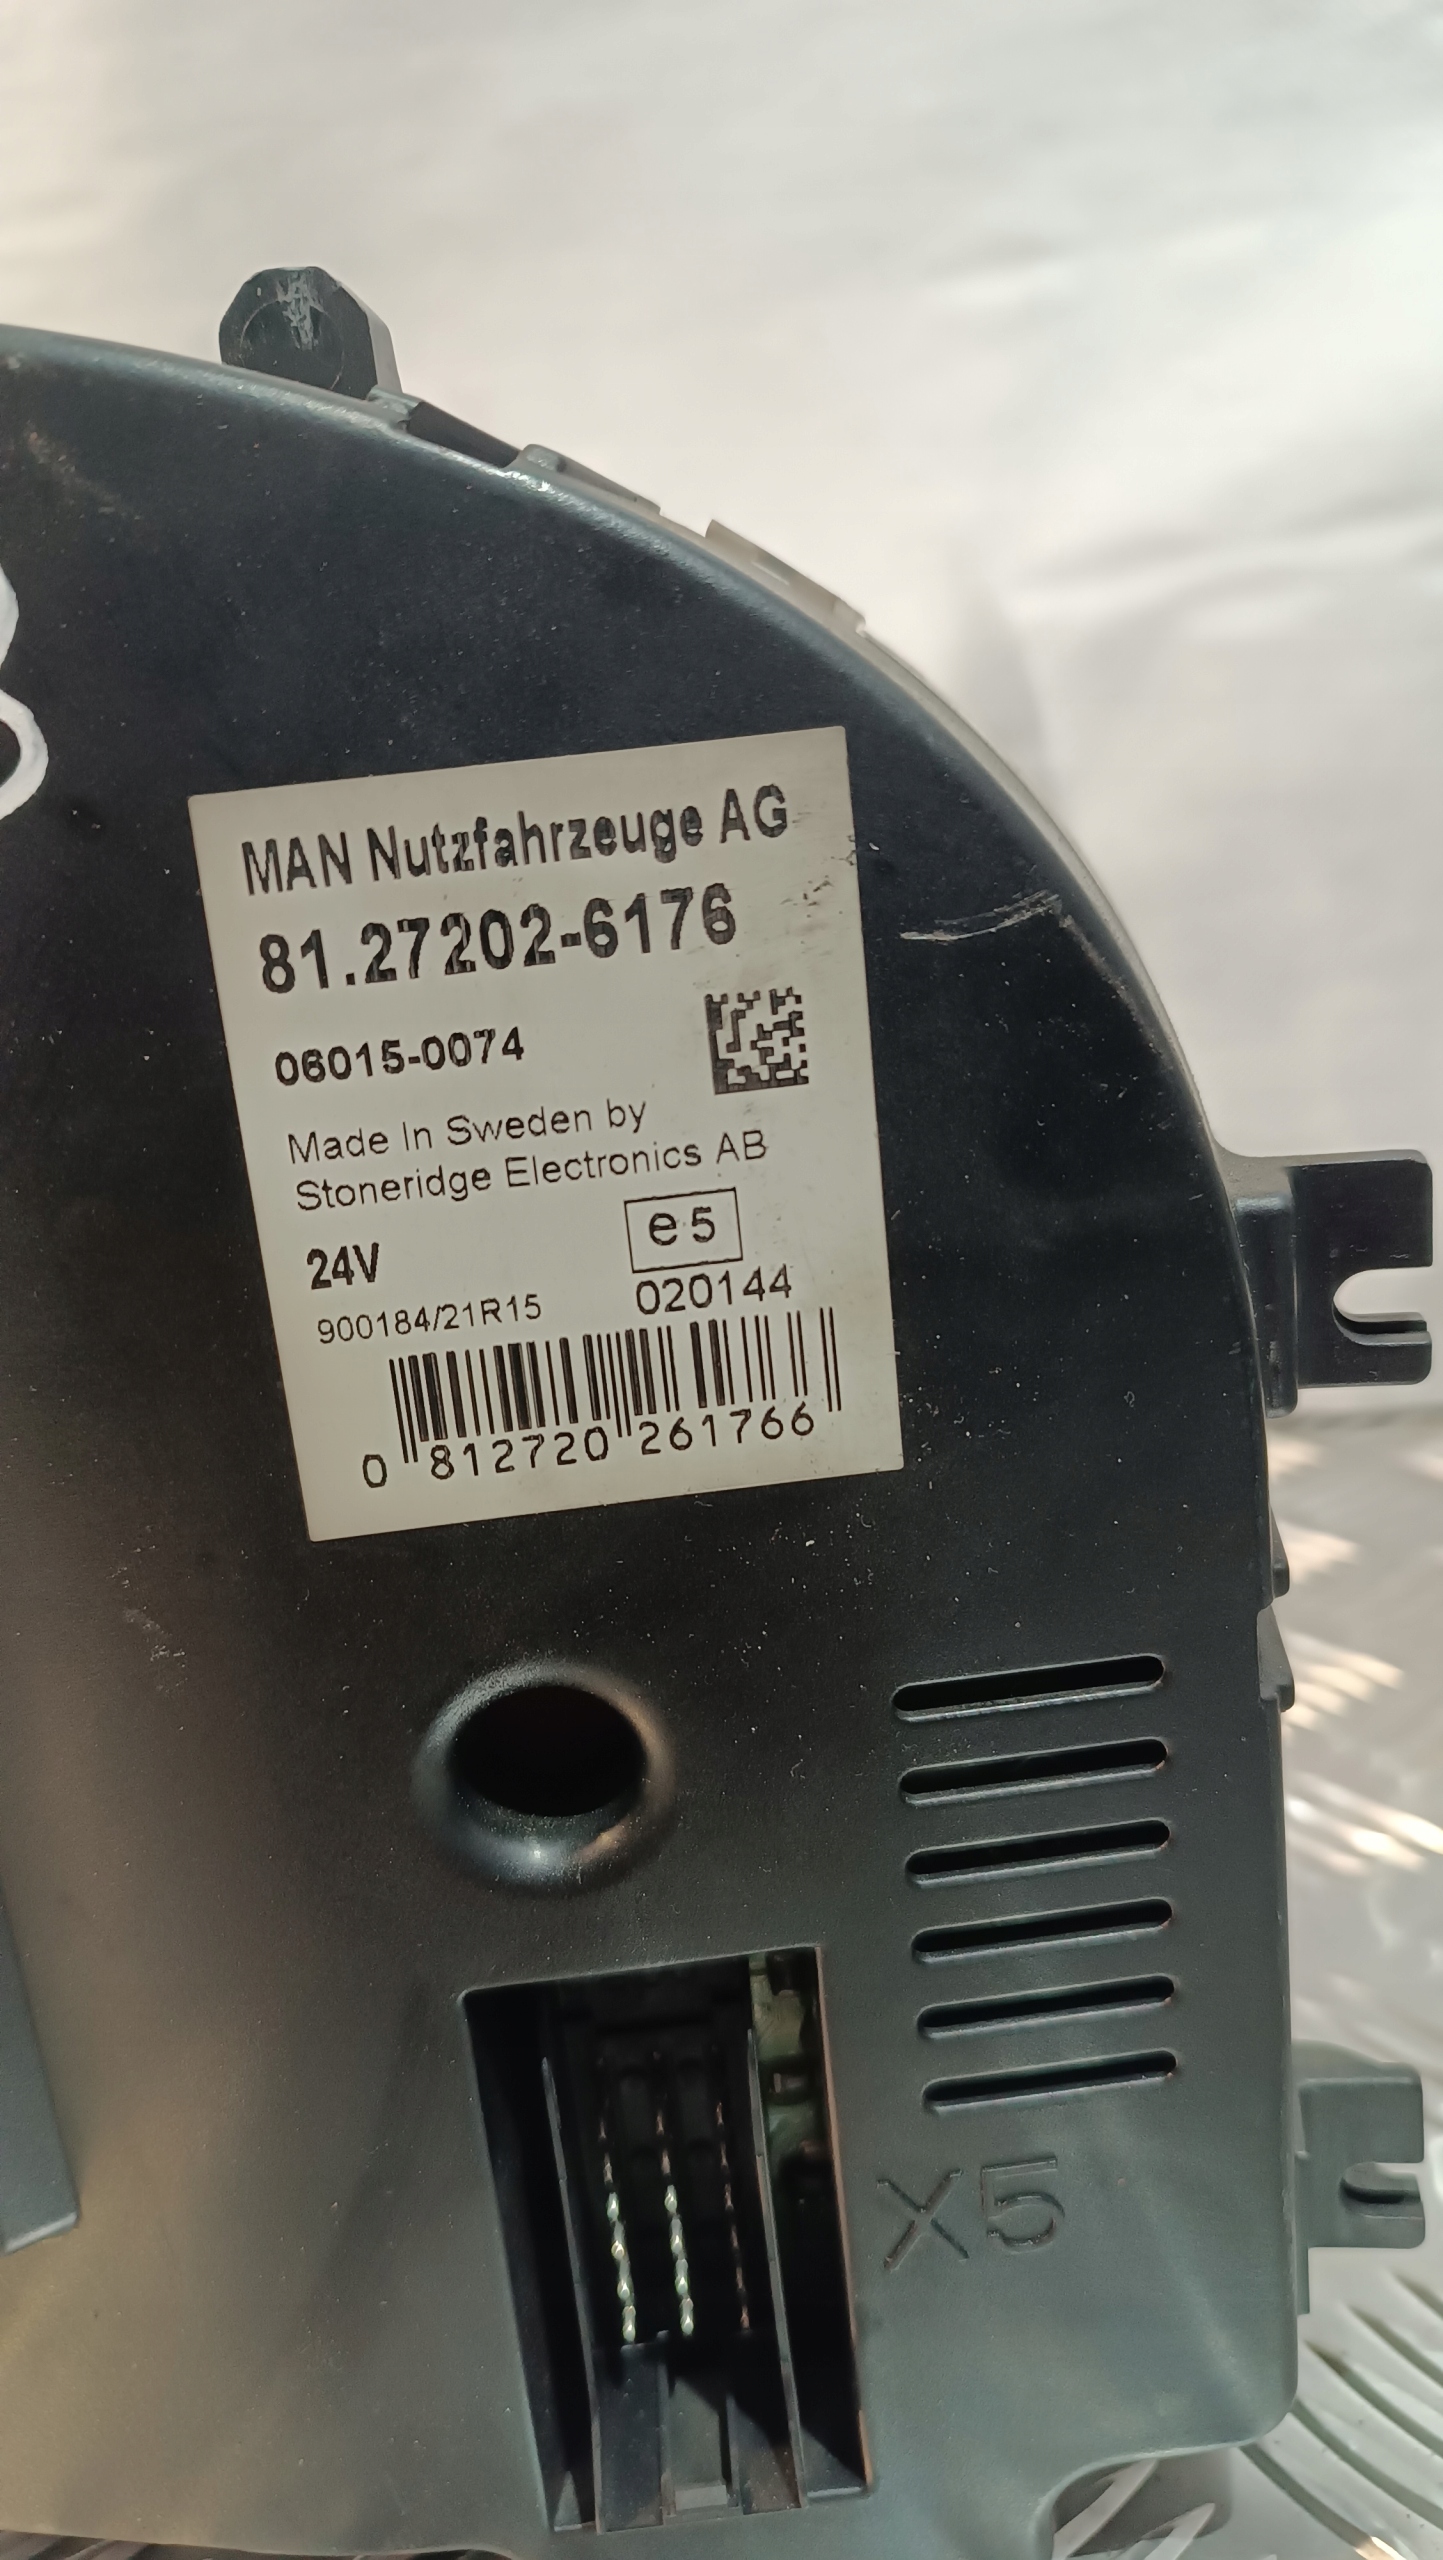 MAN Nutzfahrzeuge AG
81.27202-6176
06015-0074
Made In Sweden by
Stoneridge Electronics AB
24V
e5
900184/21R15
020144
0 812720 261766
X5